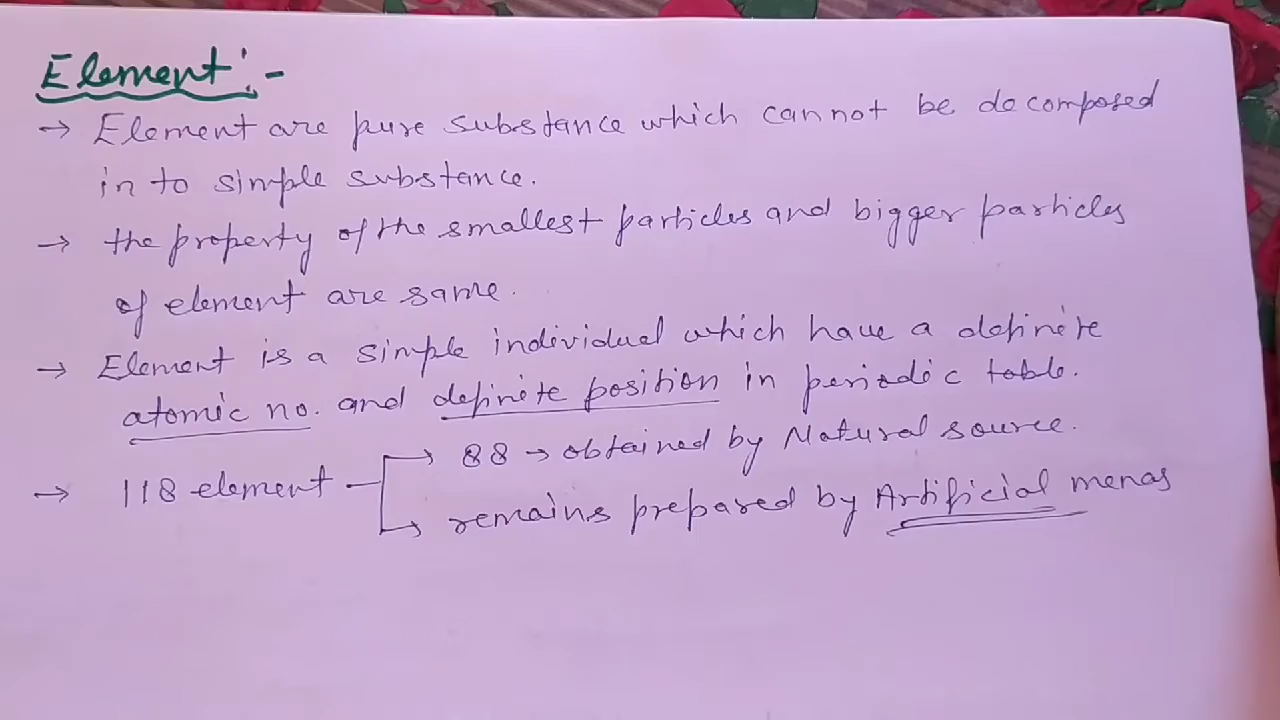 Element :-
→ Element are pure substance which cannot be decomposed
in to simple substance.
→ the property of the smallest particles and bigger particles
of element are same.
→ Element is a simple individual which have a definite
atomic no. and definite position in periodic table.
→ 118 element → 88 → obtained by Natural source.
→ remains prepared by Artificial menas